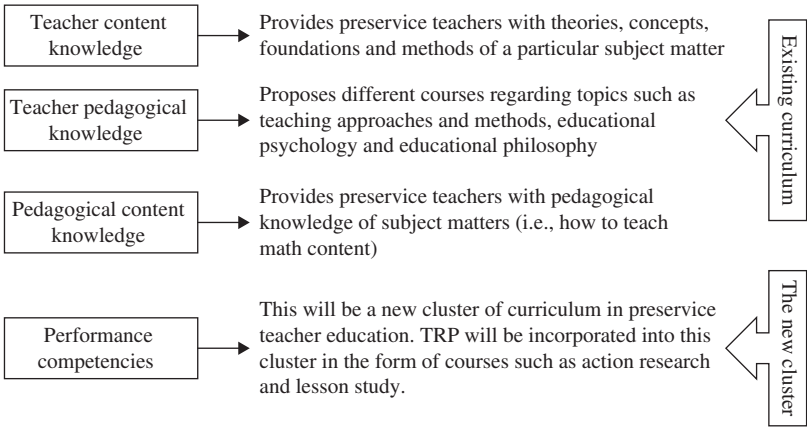 Teacher content
knowledge
Provides preservice teachers with theories, concepts,
foundations and methods of a particular subject matter
Teacher pedagogical
knowledge
Proposes different courses regarding topics such as
teaching approaches and methods, educational
psychology and educational philosophy
Existing curriculum
Pedagogical content
knowledge
Provides preservice teachers with pedagogical
knowledge of subject matters (i.e., how to teach
math content)
Performance
competencies
This will be a new cluster of curriculum in preservice
teacher education. TRP will be incorporated into this
cluster in the form of courses such as action research
and lesson study.
The new cluster